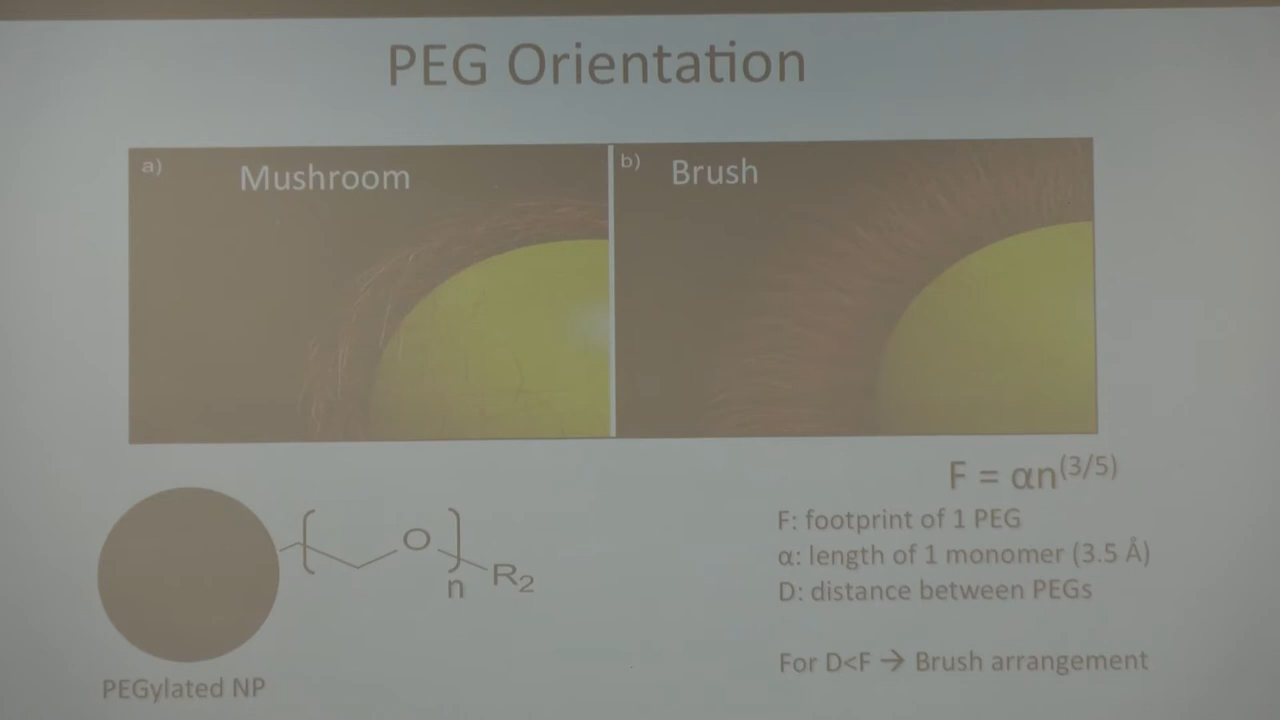 PEG Orientation
a) Mushroom
b) Brush
F = αn(3/5)
F: footprint of 1 PEG
α: length of 1 monomer (3.5 Å)
D: distance between PEGs
For D<F → Brush arrangement
O
n
R2
PEGylated NP